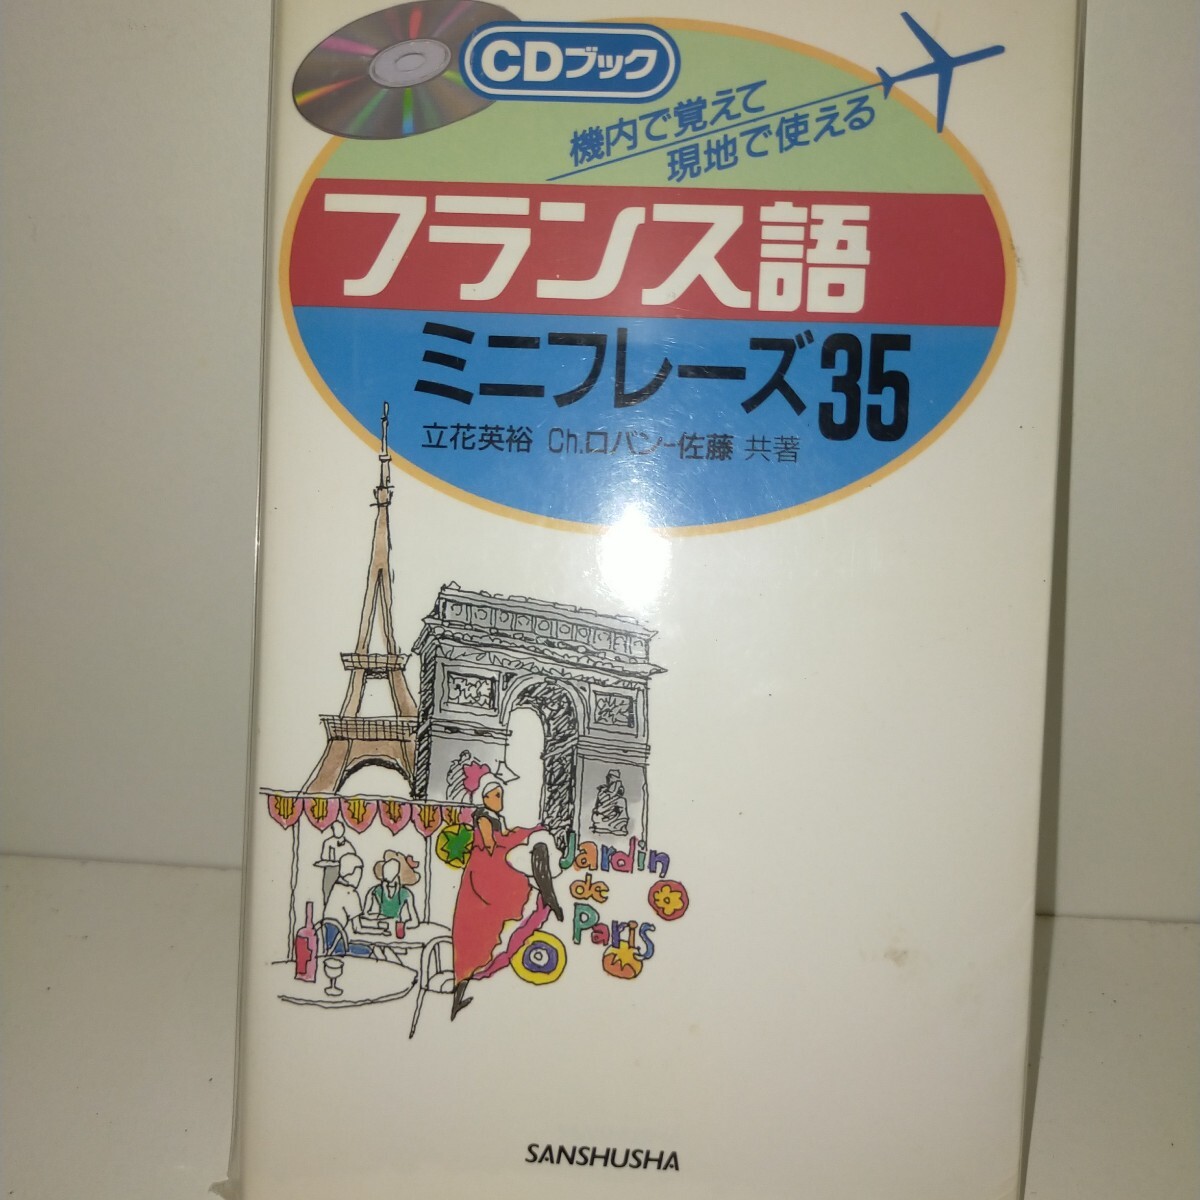 CDブック
機内で覚えて
現地で使える
フランス語
ミニフレーズ35
立花英裕 Ch.ロバン-佐藤 共著
Jardin
de
Paris
SANSHUSHA